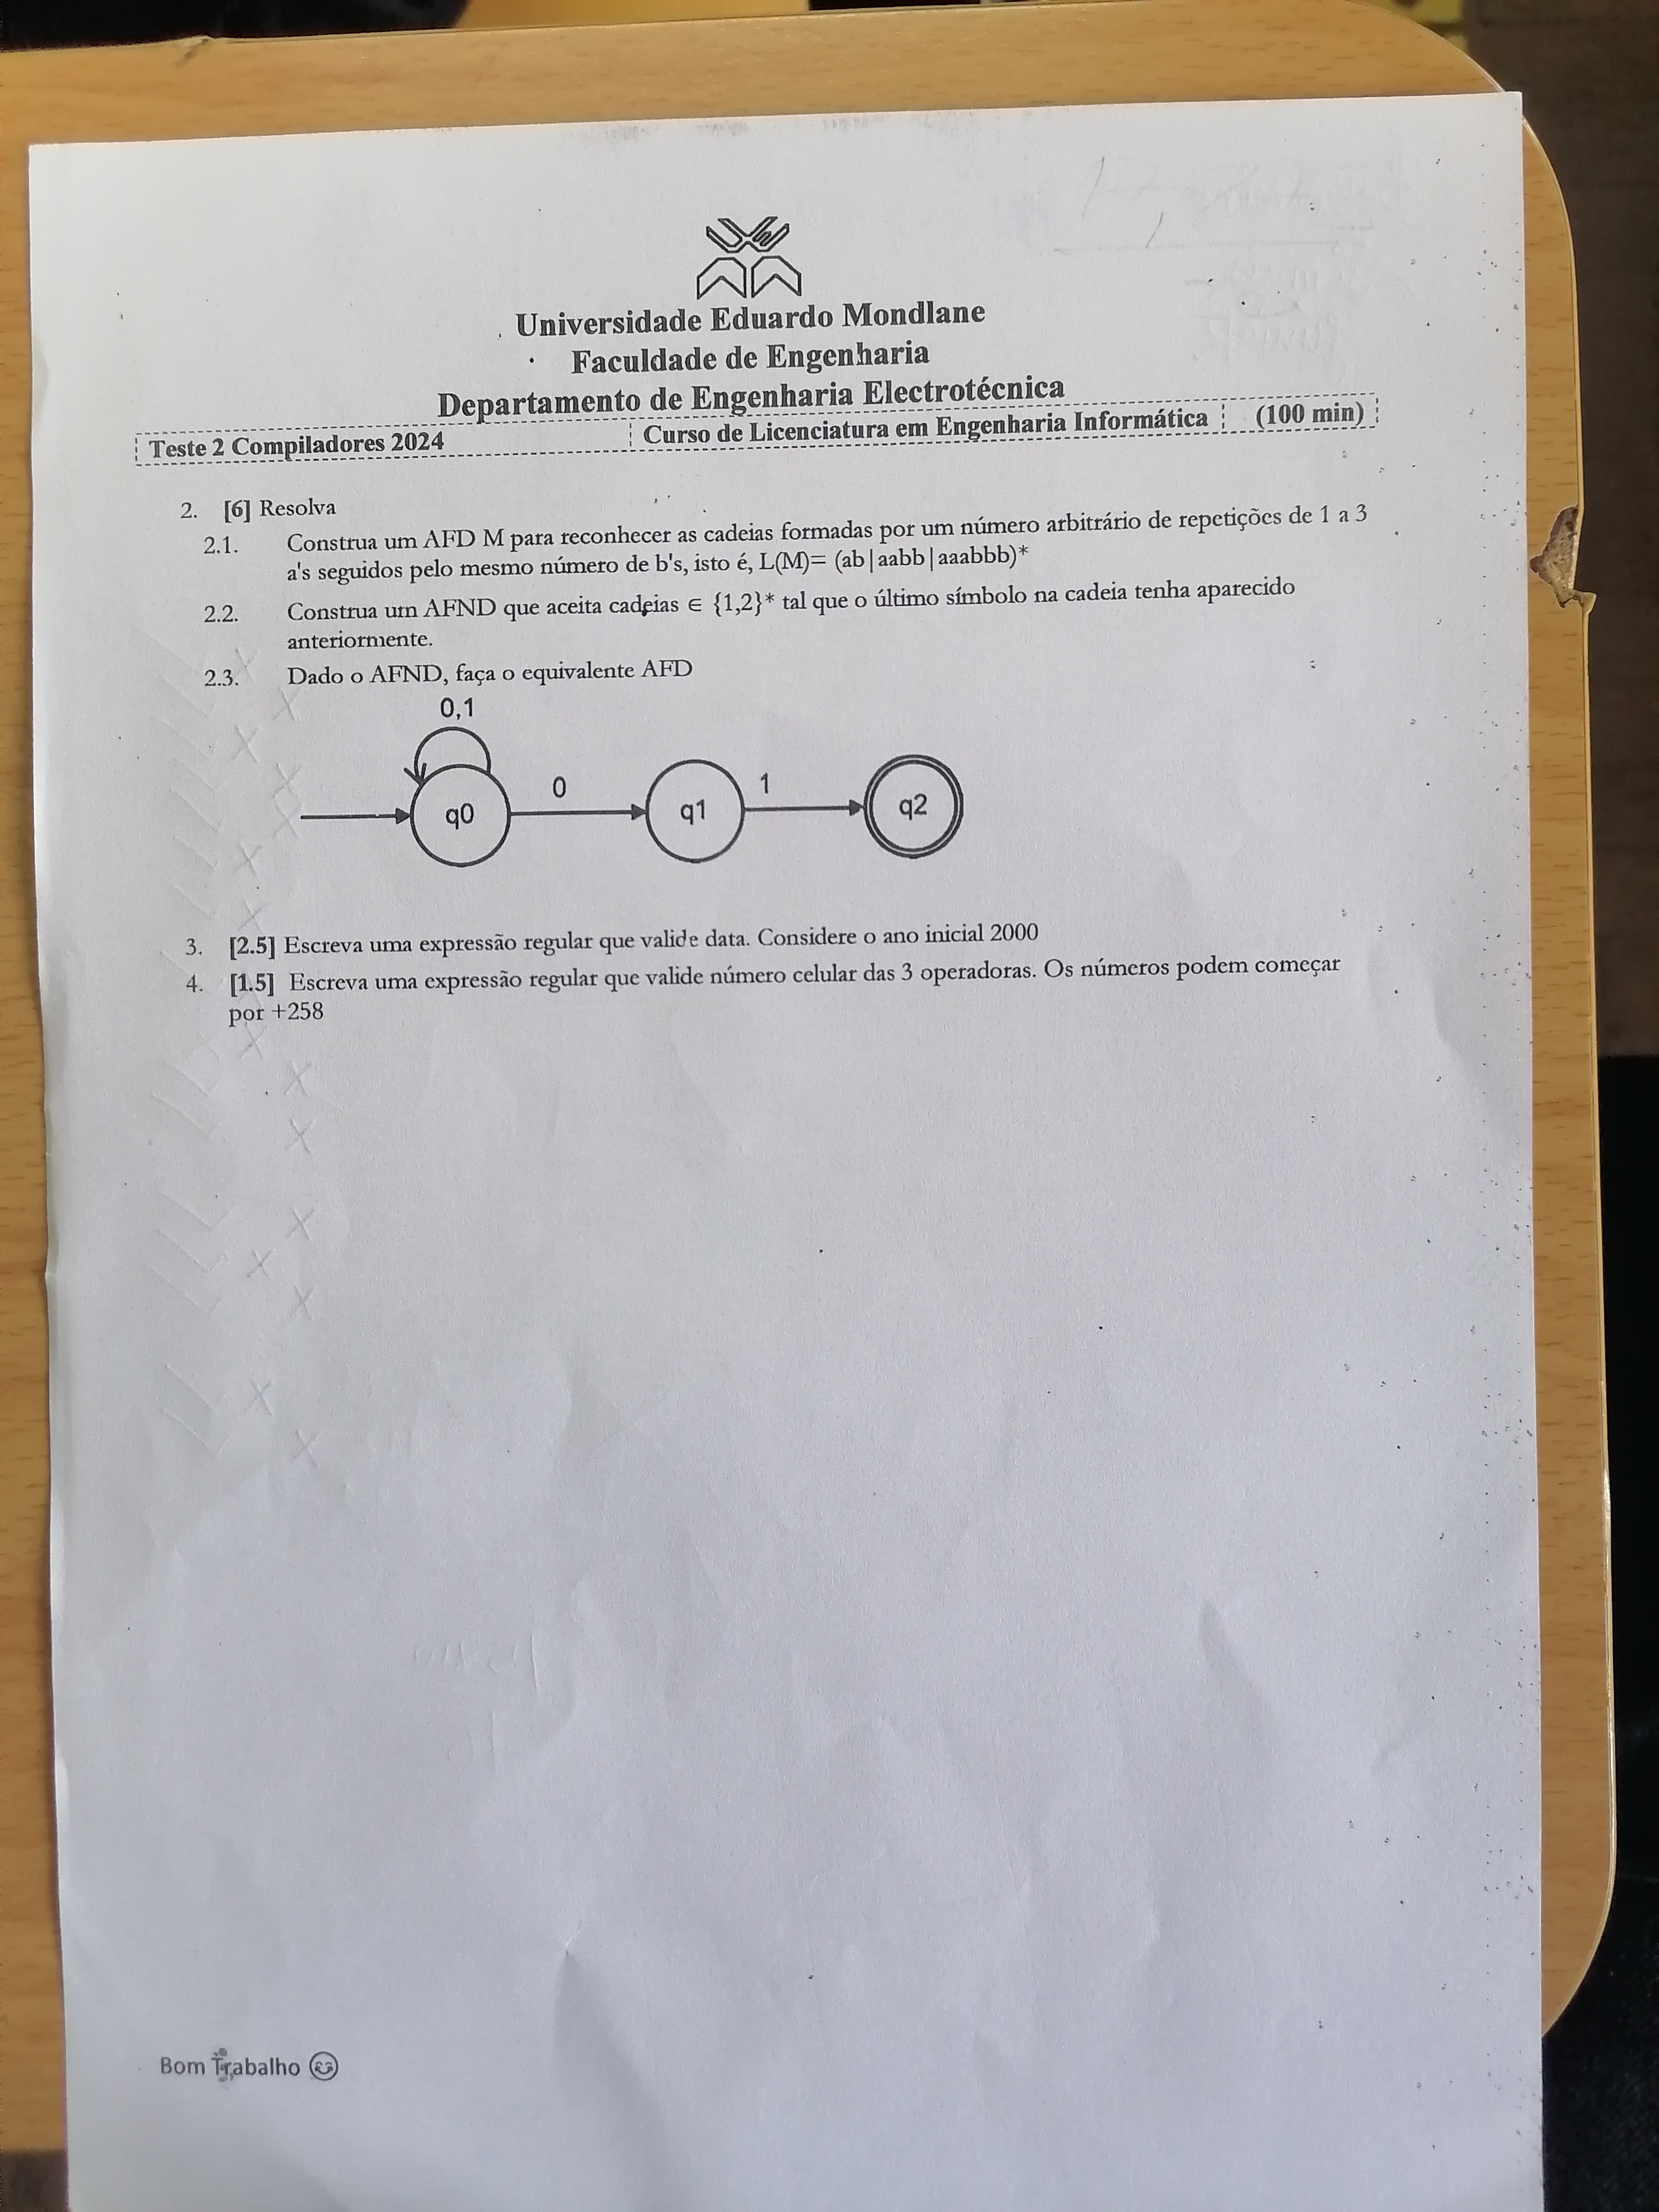 Universidade Eduardo Mondlane
Faculdade de Engenharia
Departamento de Engenharia Electrotécnica
Teste 2 Compiladores 2024 Curso de Licenciatura em Engenharia Informática (100 min)
2. [6] Resolva
2.1. Construa um AFD M para reconhecer as cadeias formadas por um número arbitrário de repetições de 1 a 3
a's seguidos pelo mesmo número de b's, isto é, L(M)= (ab|aabb|aaabbb)*
2.2. Construa um AFND que aceita cadeias ∈ {1,2}* tal que o último símbolo na cadeia tenha aparecido
anteriormente.
2.3. Dado o AFND, faça o equivalente AFD
0,1
0
1
q0
q1
q2
3. [2.5] Escreva uma expressão regular que valide data. Considere o ano inicial 2000
4. [1.5] Escreva uma expressão regular que valide número celular das 3 operadoras. Os números podem começar
por +258
Bom Trabalho